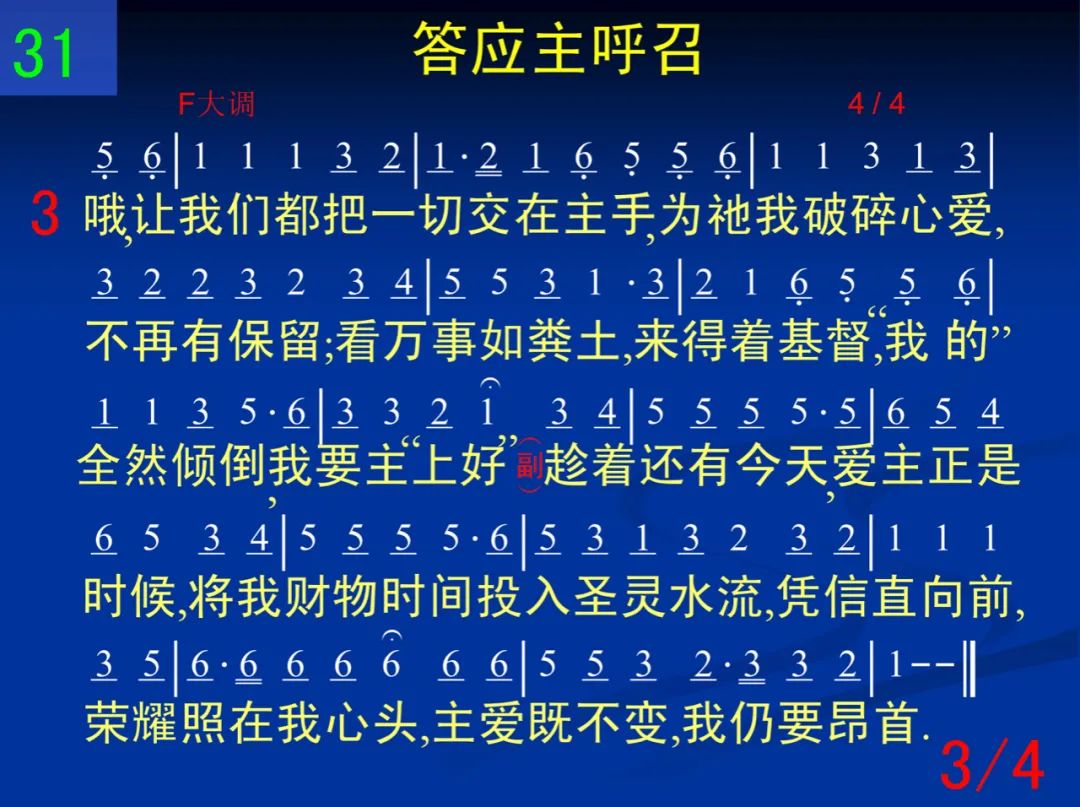 31
答应主呼召
F大调 4 / 4
5 6|1 1 1 3 2|1·2 1 6 5 5 6|1 1 3 1 3|
3 哦,让我们都把一切交在主手,为祂我破碎心爱,
3 2 2 3 2 3 4|5 5 3 1 ·3|2 1 6 5 5 6|
不再有保留;看万事如粪土,来得着基督,“我 的”
1 1 3 5·6|3 3 2 1 3 4|5 5 5 5·5|6 5 4
全然倾倒,我要主“上好”(副)趁着还有今天,爱主正是
6 5 3 4|5 5 5 5·6|5 3 1 3 2 3 2|1 1 1
时候,将我财物时间投入圣灵水流,凭信直向前,
3 5|6·6 6 6 6 6 6|5 5 3 2·3 3 2|1--‖
荣耀照在我心头,主爱既不变,我仍要昂首.
3/4